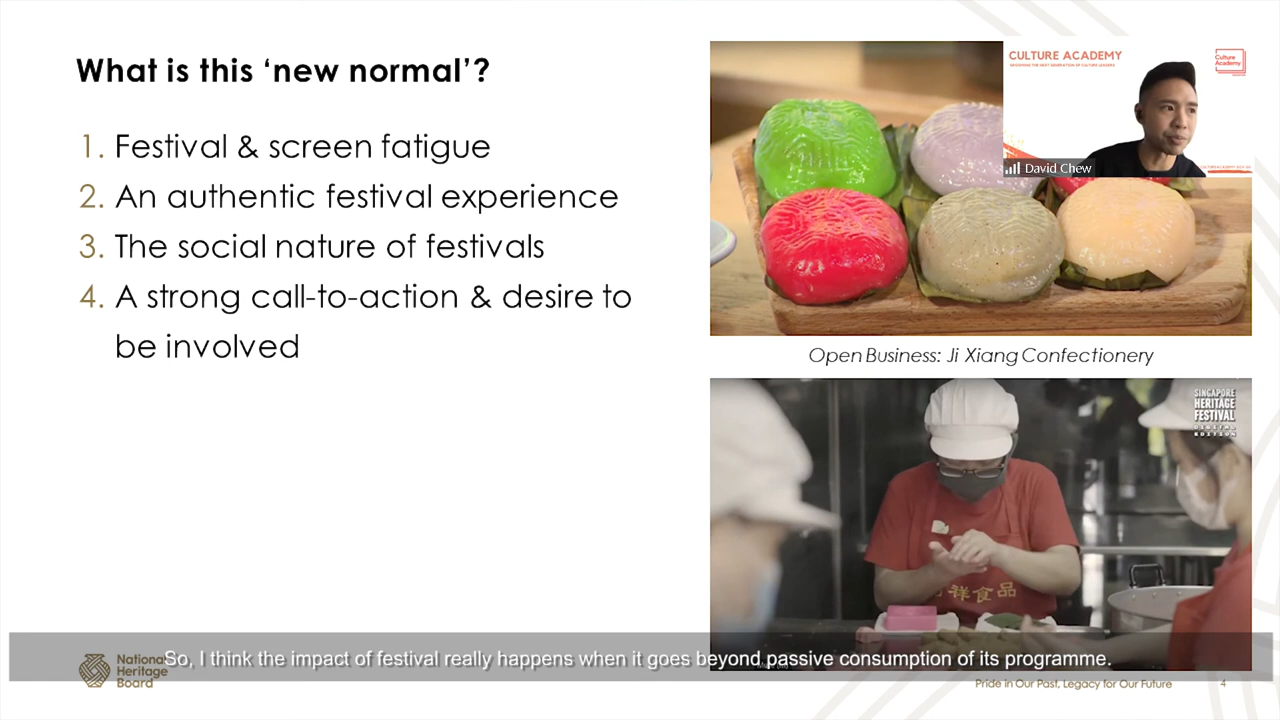 What is this ‘new normal’?
1. Festival & screen fatigue
2. An authentic festival experience
3. The social nature of festivals
4. A strong call-to-action & desire to
be involved
CULTURE ACADEMY
Culture
Academy
David Chew
Open Business: Ji Xiang Confectionery
SINGAPORE
HERITAGE
FESTIVAL
DIGITAL
EDITION
祥食品
So, I think the impact of festival really happens when it goes beyond passive consumption of its programme.
National
Heritage
Board
Pride in Our Past, Legacy for Our Future
4